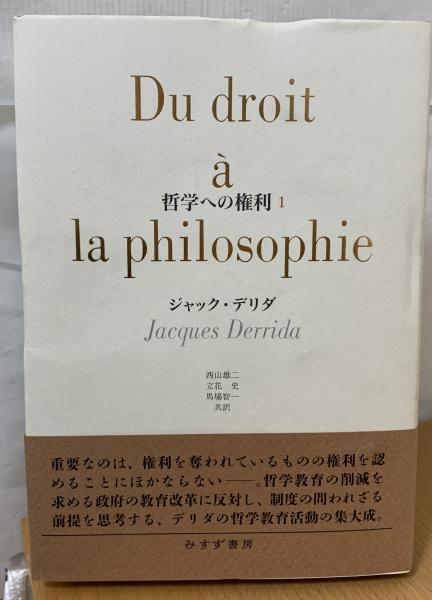 Du droit
à
哲学への権利 1
la philosophie
ジャック・デリダ
Jacques Derrida
西山雄二
立花 史
馬場智一
共訳
重要なのは、権利を奪われているものの権利を認
めることにほかならない——。哲学教育の削減を
求める政府の教育改革に反対し、制度の問われざる
前提を思考する、デリダの哲学教育活動の集大成。
みすず書房